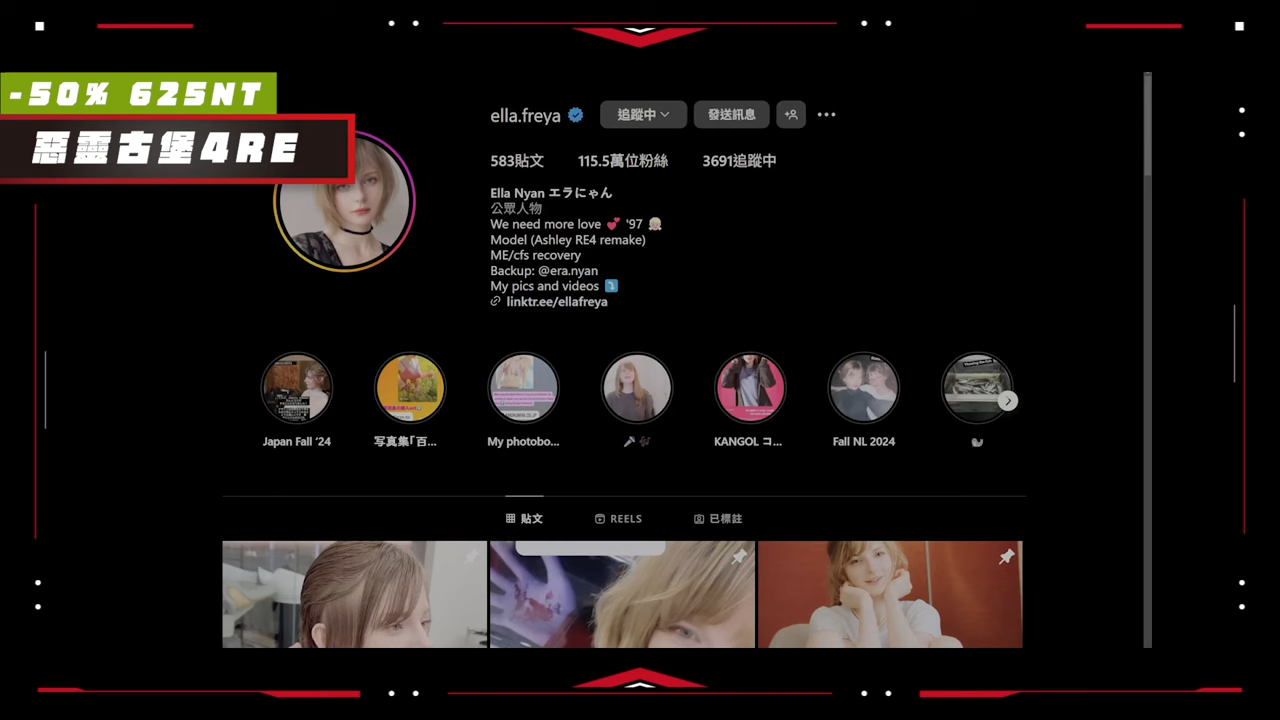 -50% 625NT
惡靈古堡4RE
ella.freya
追蹤中
發送訊息
583貼文
115.5萬位粉絲
3691追蹤中
Ella Nyan エラにゃん
公眾人物
We need more love 💕 '97 👩🏼
Model (Ashley RE4 remake)
ME/cfs recovery
Backup: @era.nyan
My pics and videos ⤵️
linktr.ee/ellafreya
Japan Fall '24
写真集｢百...
My photobo...
KANGOL コ...
Fall NL 2024
貼文
REELS
已標註